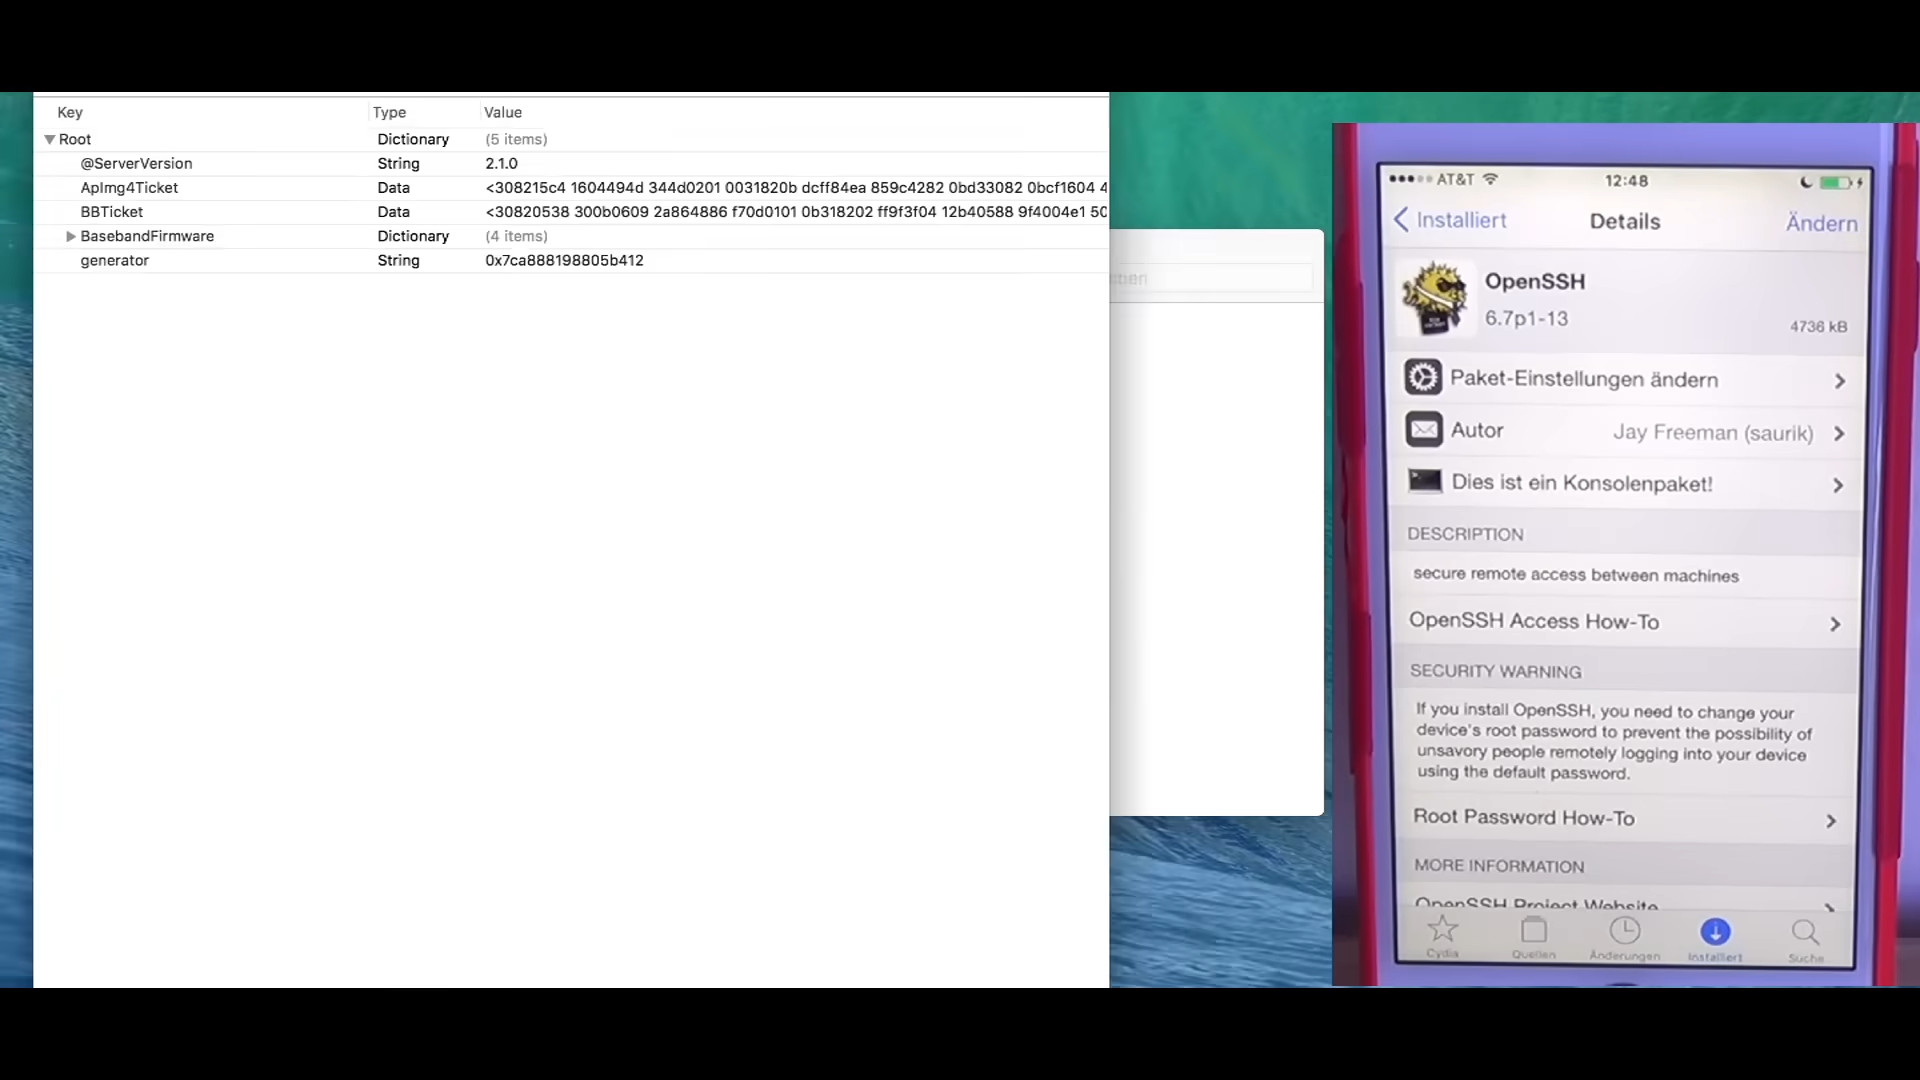 Key Type Value
Root Dictionary (5 items)
@ServerVersion String 2.1.0
ApImg4Ticket Data <308215c4 1604494d 344d0201 0031820b dcff84ea 859c4282 0bd33082 0bcf1604 4
BBTicket Data <30820538 300b0609 2a864886 f70d0101 0b318202 ff9f3f04 12b40588 9f4004e1 50
BasebandFirmware Dictionary (4 items)
generator String 0x7ca888198805b412
AT&T 12:48
Installiert Details Ändern
OpenSSH
6.7p1-13
4736 kB
Paket-Einstellungen ändern
Autor Jay Freeman (saurik)
Dies ist ein Konsolenpaket!
DESCRIPTION
secure remote access between machines
OpenSSH Access How-To
SECURITY WARNING
If you install OpenSSH, you need to change your
device's root password to prevent the possibility of
unsavory people remotely logging into your device
using the default password.
Root Password How-To
MORE INFORMATION
OpenSSH Project Website
Cydia Quellen Änderungen Installiert Suche